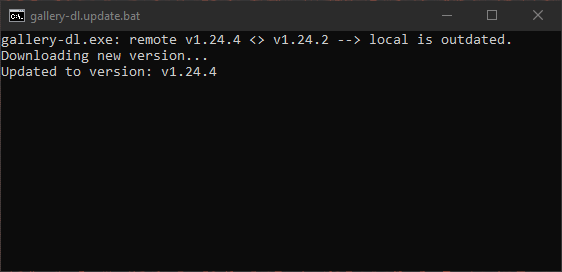 gallery-dl.update.bat
gallery-dl.exe: remote v1.24.4 <> v1.24.2 --> local is outdated.
Downloading new version...
Updated to version: v1.24.4